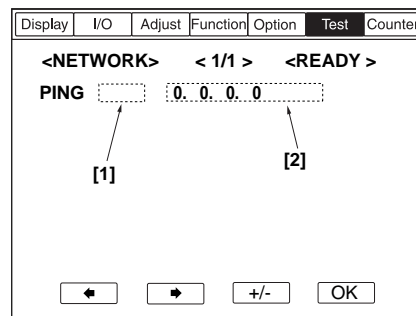 Display I/O Adjust Function Option Test Counter
<NETWORK> < 1/1 > <READY >
PING 0. 0. 0. 0
[1] [2]
+/- OK